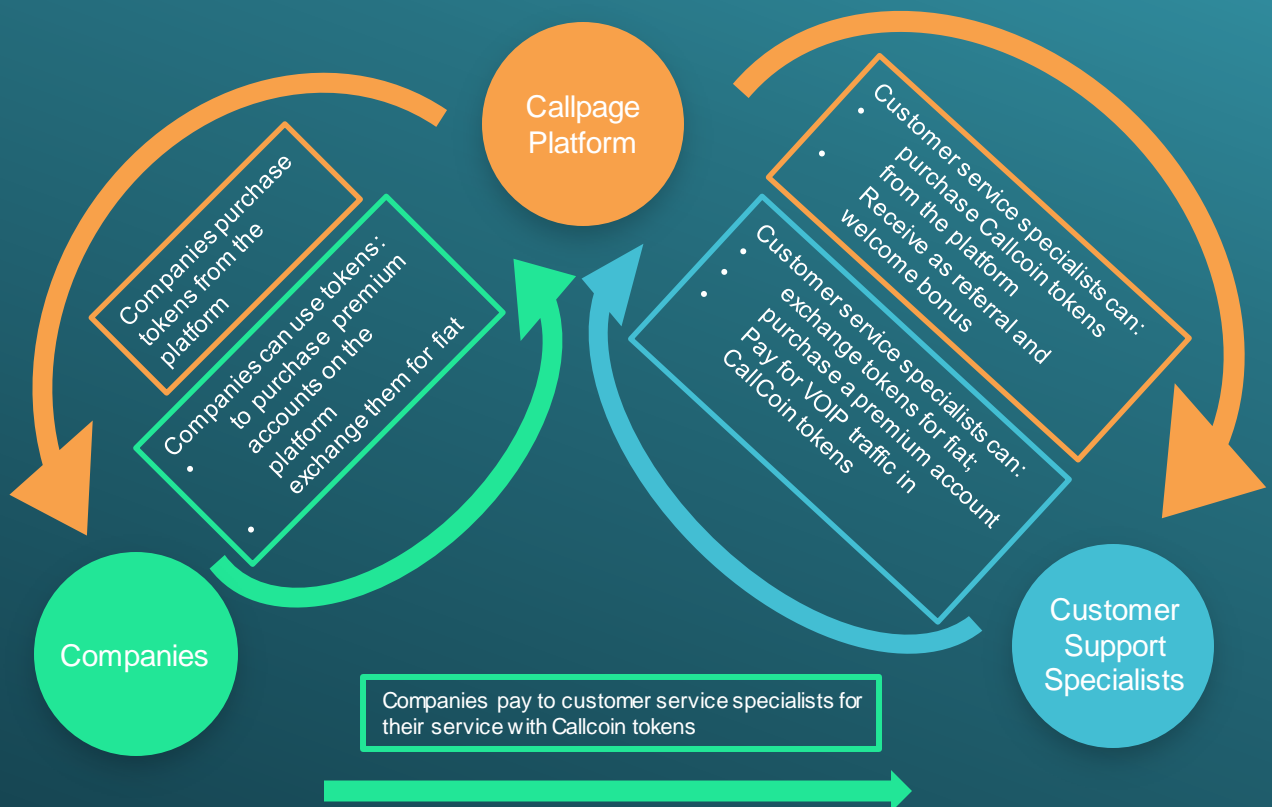 Callpage
Platform
Companies purchase
tokens from the
platform
Companies can use tokens:
• to purchase premium
accounts on the
platform
• exchange them for fiat
Customer service specialists can:
• purchase Callcoin tokens
from the platform
• Receive as referral and
welcome bonus
Customer service specialists can:
• exchange tokens for fiat;
• purchase a premium account
• Pay for VOIP traffic in
CallCoin tokens
Companies
Customer
Support
Specialists
Companies pay to customer service specialists for
their service with Callcoin tokens